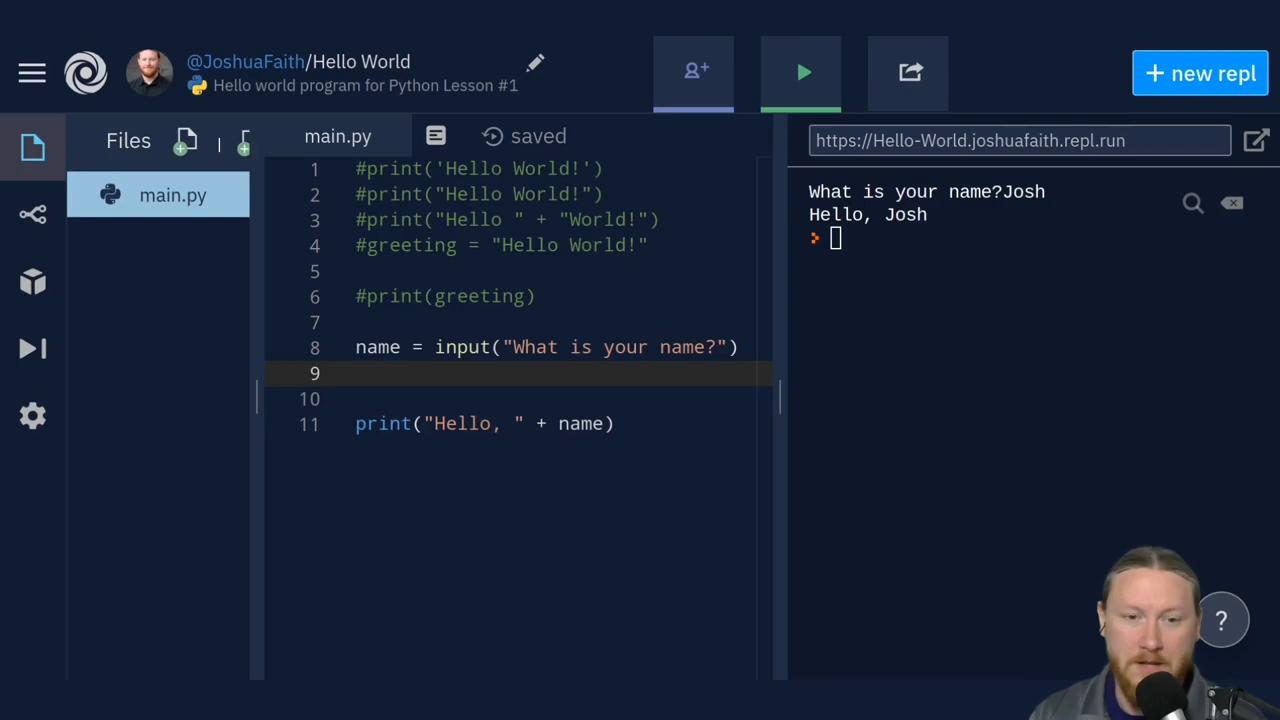 @JoshuaFaith/Hello World
Hello world program for Python Lesson #1
+ new repl
Files
main.py
main.py
saved
https://Hello-World.joshuafaith.repl.run
1 #print('Hello World!')
2 #print("Hello World!")
3 #print("Hello " + "World!")
4 #greeting = "Hello World!"
5
6 #print(greeting)
7
8 name = input("What is your name?")
9
10
11 print("Hello, " + name)
What is your name?Josh
Hello, Josh
>
?